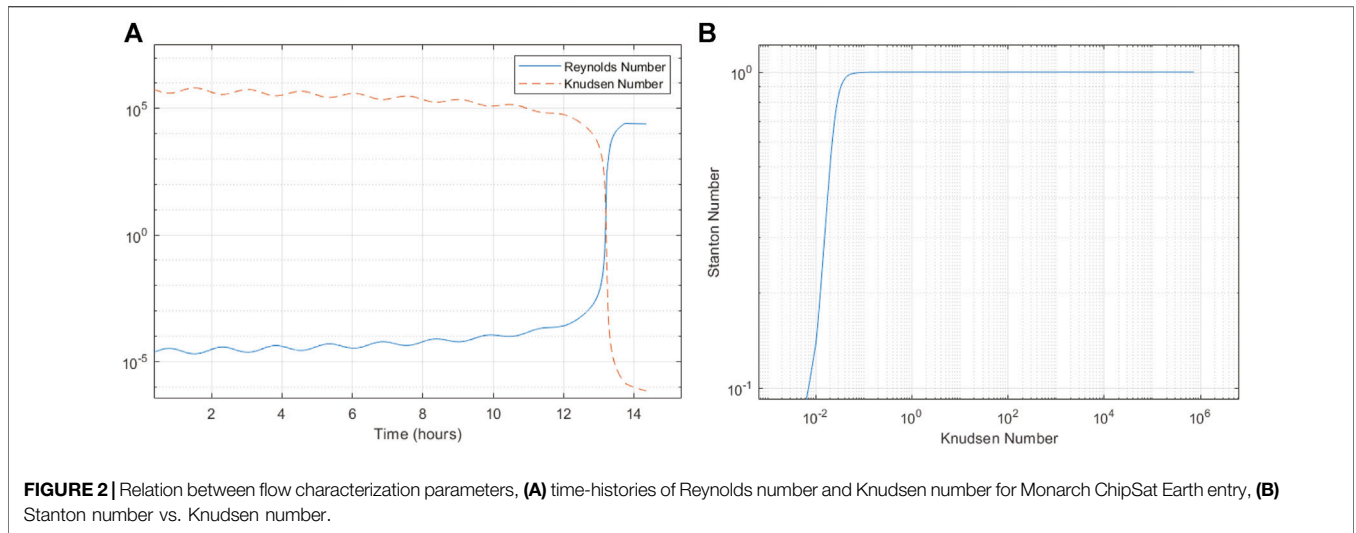 A
B
Reynolds Number
Knudsen Number
10^5
10^0
10^-5
2 4 6 8 10 12 14
Time (hours)
10^0
10^-1
Stanton Number
10^-2 10^0 10^2 10^4 10^6
Knudsen Number
FIGURE 2 | Relation between flow characterization parameters, (A) time-histories of Reynolds number and Knudsen number for Monarch ChipSat Earth entry, (B)
Stanton number vs. Knudsen number.